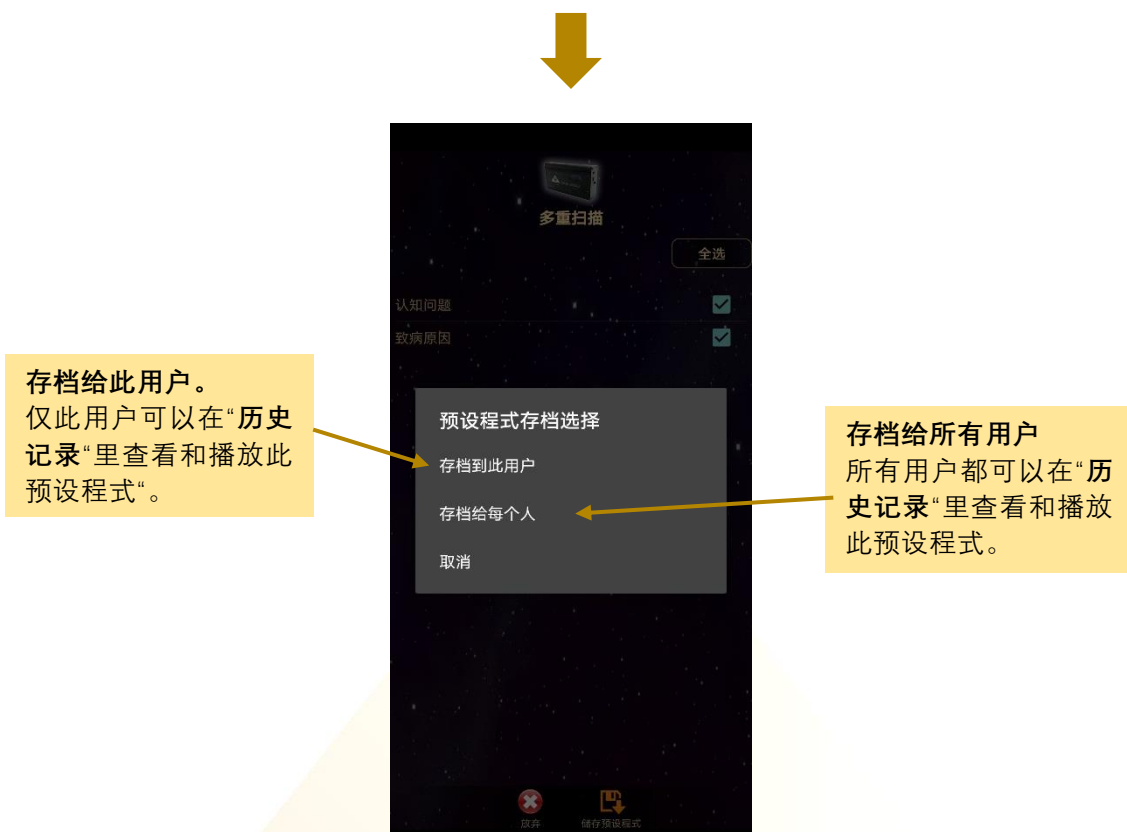 多重扫描
全选
认知问题
致病原因
存档给此用户。
仅此用户可以在“历史
记录“里查看和播放此
预设程式“。
预设程式存档选择
存档到此用户
存档给每个人
取消
存档给所有用户
所有用户都可以在“历
史记录“里查看和播放
此预设程式。
放弃
储存预设程式